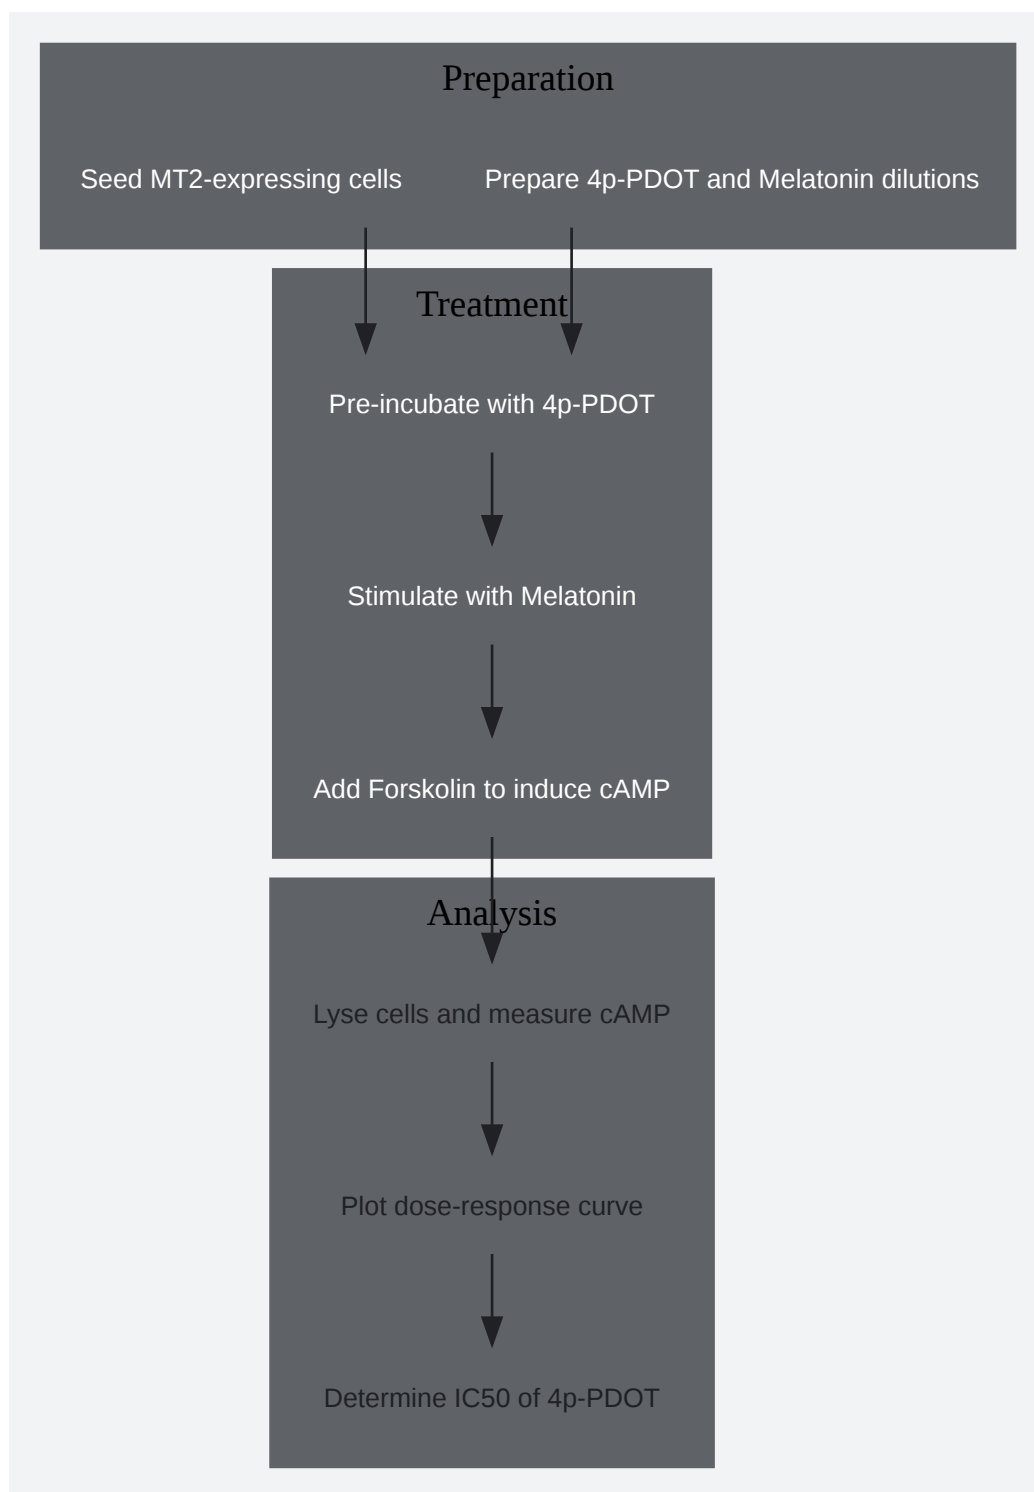 Preparation
Seed MT2-expressing cells
Prepare 4p-PDOT and Melatonin dilutions
Treatment
Pre-incubate with 4p-PDOT
Stimulate with Melatonin
Add Forskolin to induce cAMP
Analysis
Lyse cells and measure cAMP
Plot dose-response curve
Determine IC50 of 4p-PDOT